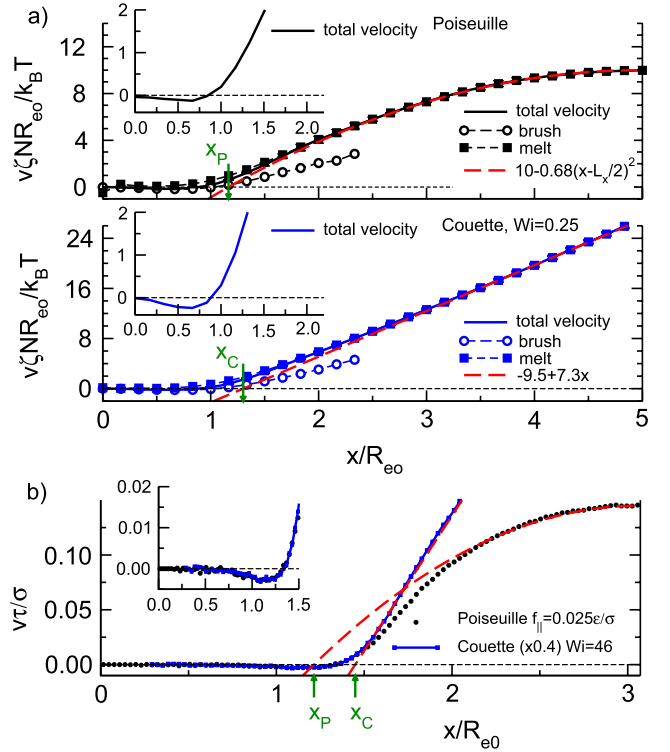 a)
14
12
8
4
0
vζNR_eo/k_BT
2
1
0
0.0 0.5 1.0 1.5 2.0
total velocity
Poiseuille
total velocity
brush
melt
10-0.68(x-L_x/2)^2
x_P
24
16
8
0
vζNR_eo/k_BT
2
1
0
0.0 0.5 1.0 1.5 2.0
total velocity
Couette, Wi=0.25
total velocity
brush
melt
-9.5+7.3x
x_C
0 1 2 3 4 5
x/R_eo
b)
0.10
0.05
0.00
vτ/σ
0.02
0.01
0.00
0.0 0.5 1.0 1.5
Poiseuille f_||=0.025ε/σ
Couette (x0.4) Wi=46
x_P x_C
0 1 2 3
x/R_e0